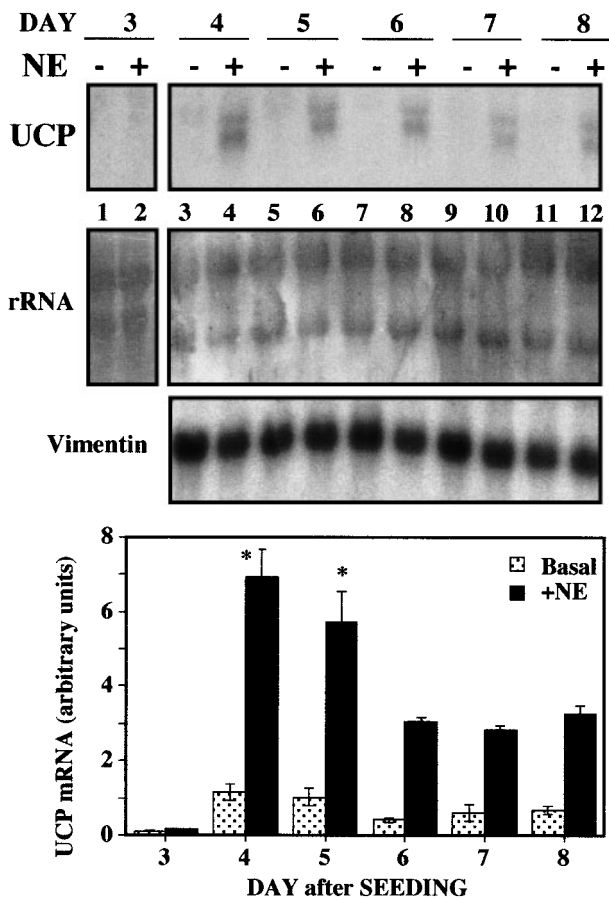 DAY 3 4 5 6 7 8
NE - + - + - + - + - + - +
UCP
1 2 3 4 5 6 7 8 9 10 11 12
rRNA
Vimentin
8
6
4
2
0
UCP mRNA (arbitrary units)
* *
Basal
+NE
3 4 5 6 7 8
DAY after SEEDING